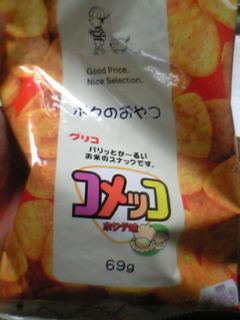 Good Price.
Nice Selection.
ボクのおやつ
グリコ
パリッとか〜るい
お米のスナックです。
コメッコ
ホタテ味
69g